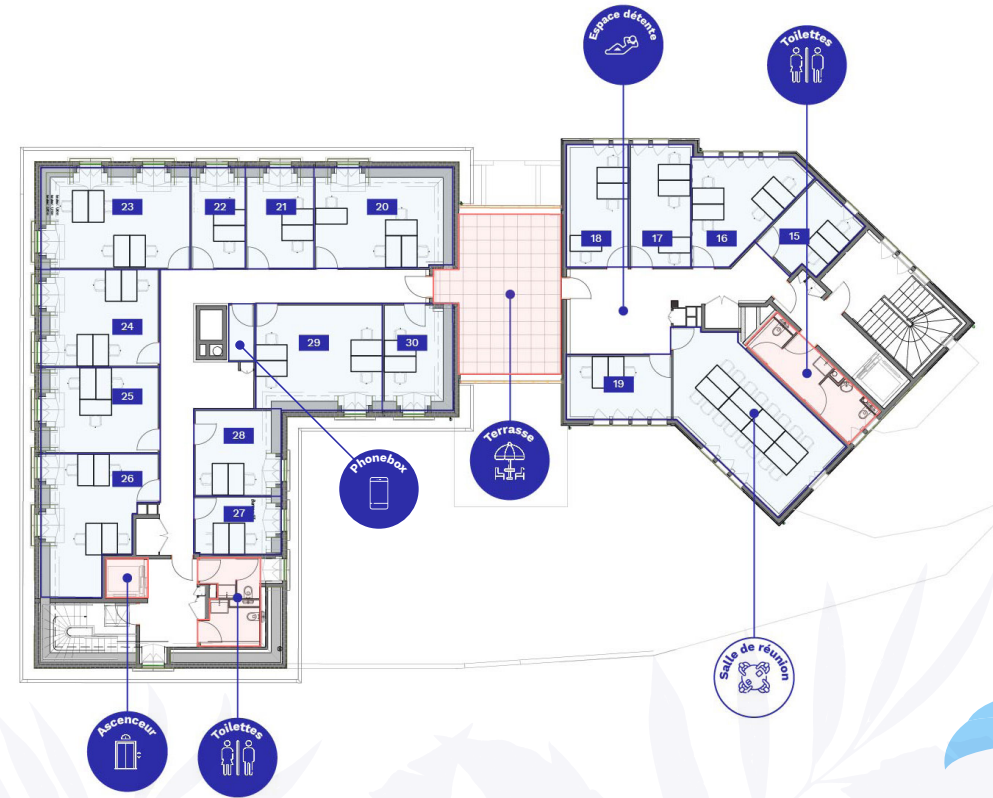 Espace détente
Toilettes
23
22
21
20
18
17
16
15
24
29
30
25
19
28
26
27
Phonebox
Terrasse
Salle de réunion
Ascenceur
Toilettes